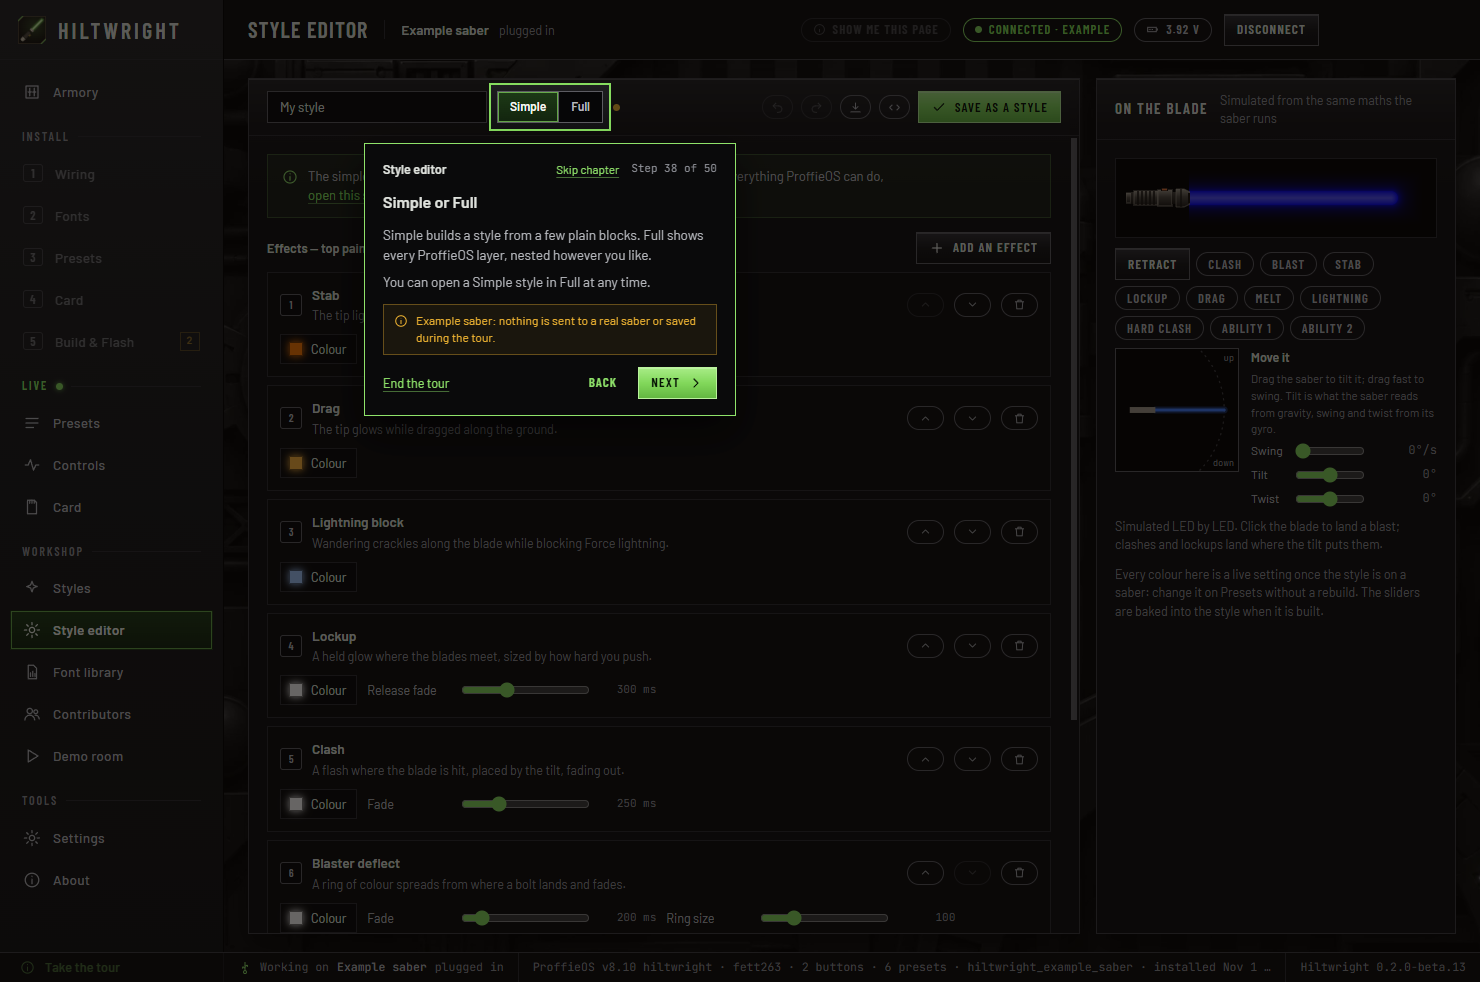 HILTWRIGHT
STYLE EDITOR
Example saber plugged in
SHOW ME THIS PAGE
CONNECTED · EXAMPLE
3.92 V
DISCONNECT
Armory
INSTALL
1 Wiring
2 Fonts
3 Presets
4 Card
5 Build & Flash 2
LIVE
Presets
Controls
Card
WORKSHOP
Styles
Style editor
Font library
Contributors
Demo room
TOOLS
Settings
About
Take the tour
My style
Simple Full
SAVE AS A STYLE
The simple
erything ProffieOS can do,
open this
Effects — top pain
ADD AN EFFECT
Style editor
Skip chapter
Step 38 of 50
Simple or Full
Simple builds a style from a few plain blocks. Full shows
every ProffieOS layer, nested however you like.
You can open a Simple style in Full at any time.
Example saber: nothing is sent to a real saber or saved
during the tour.
End the tour
BACK
NEXT
1 Stab
The tip lig
Colour
2 Drag
The tip glows while dragged along the ground.
Colour
3 Lightning block
Wandering crackles along the blade while blocking Force lightning.
Colour
4 Lockup
A held glow where the blades meet, sized by how hard you push.
Colour Release fade 300 ms
5 Clash
A flash where the blade is hit, placed by the tilt, fading out.
Colour Fade 250 ms
6 Blaster deflect
A ring of colour spreads from where a bolt lands and fades.
Colour Fade 200 ms Ring size 100
ON THE BLADE
Simulated from the same maths the
saber runs
RETRACT CLASH BLAST STAB
LOCKUP DRAG MELT LIGHTNING
HARD CLASH ABILITY 1 ABILITY 2
up
down
Move it
Drag the saber to tilt it; drag fast to
swing. Tilt is what the saber reads
from gravity, swing and twist from its
gyro.
Swing 0°/s
Tilt 0°
Twist 0°
Simulated LED by LED. Click the blade to land a blast;
clashes and lockups land where the tilt puts them.
Every colour here is a live setting once the style is on a
saber: change it on Presets without a rebuild. The sliders
are baked into the style when it is built.
Working on Example saber plugged in
ProffieOS v8.10 hiltwright · fett263 · 2 buttons · 6 presets · hiltwright_example_saber · installed Nov 1 …
Hiltwright 0.2.0-beta.13